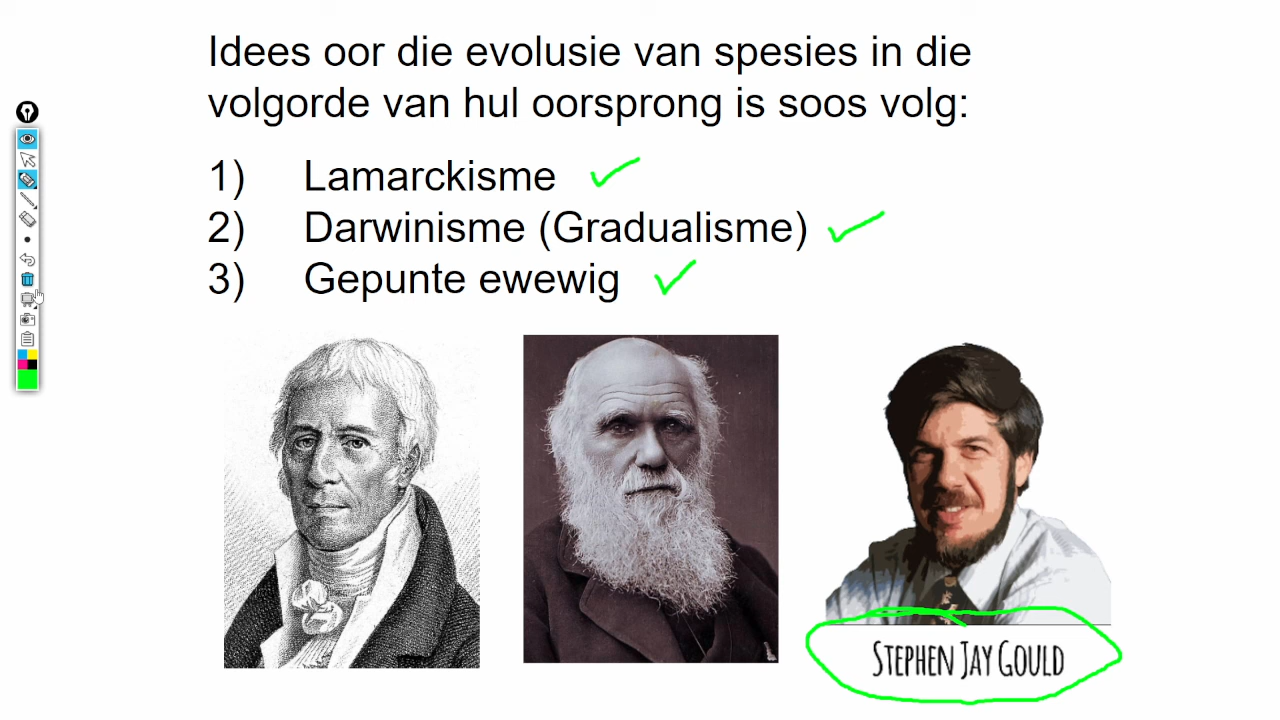 Idees oor die evolusie van spesies in die
volgorde van hul oorsprong is soos volg:
1) Lamarckisme
2) Darwinisme (Gradualisme)
3) Gepunte ewewig
STEPHEN JAY GOULD